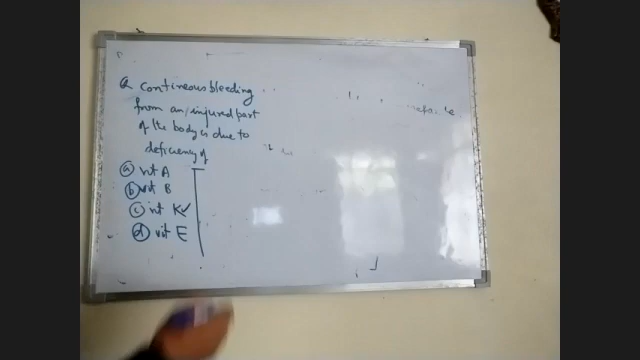 Q Contineous bleeding
from an injured part
of the body is due to
deficiency of
(a) vit A
(b) vit B
(c) vit K✓
(d) vit E